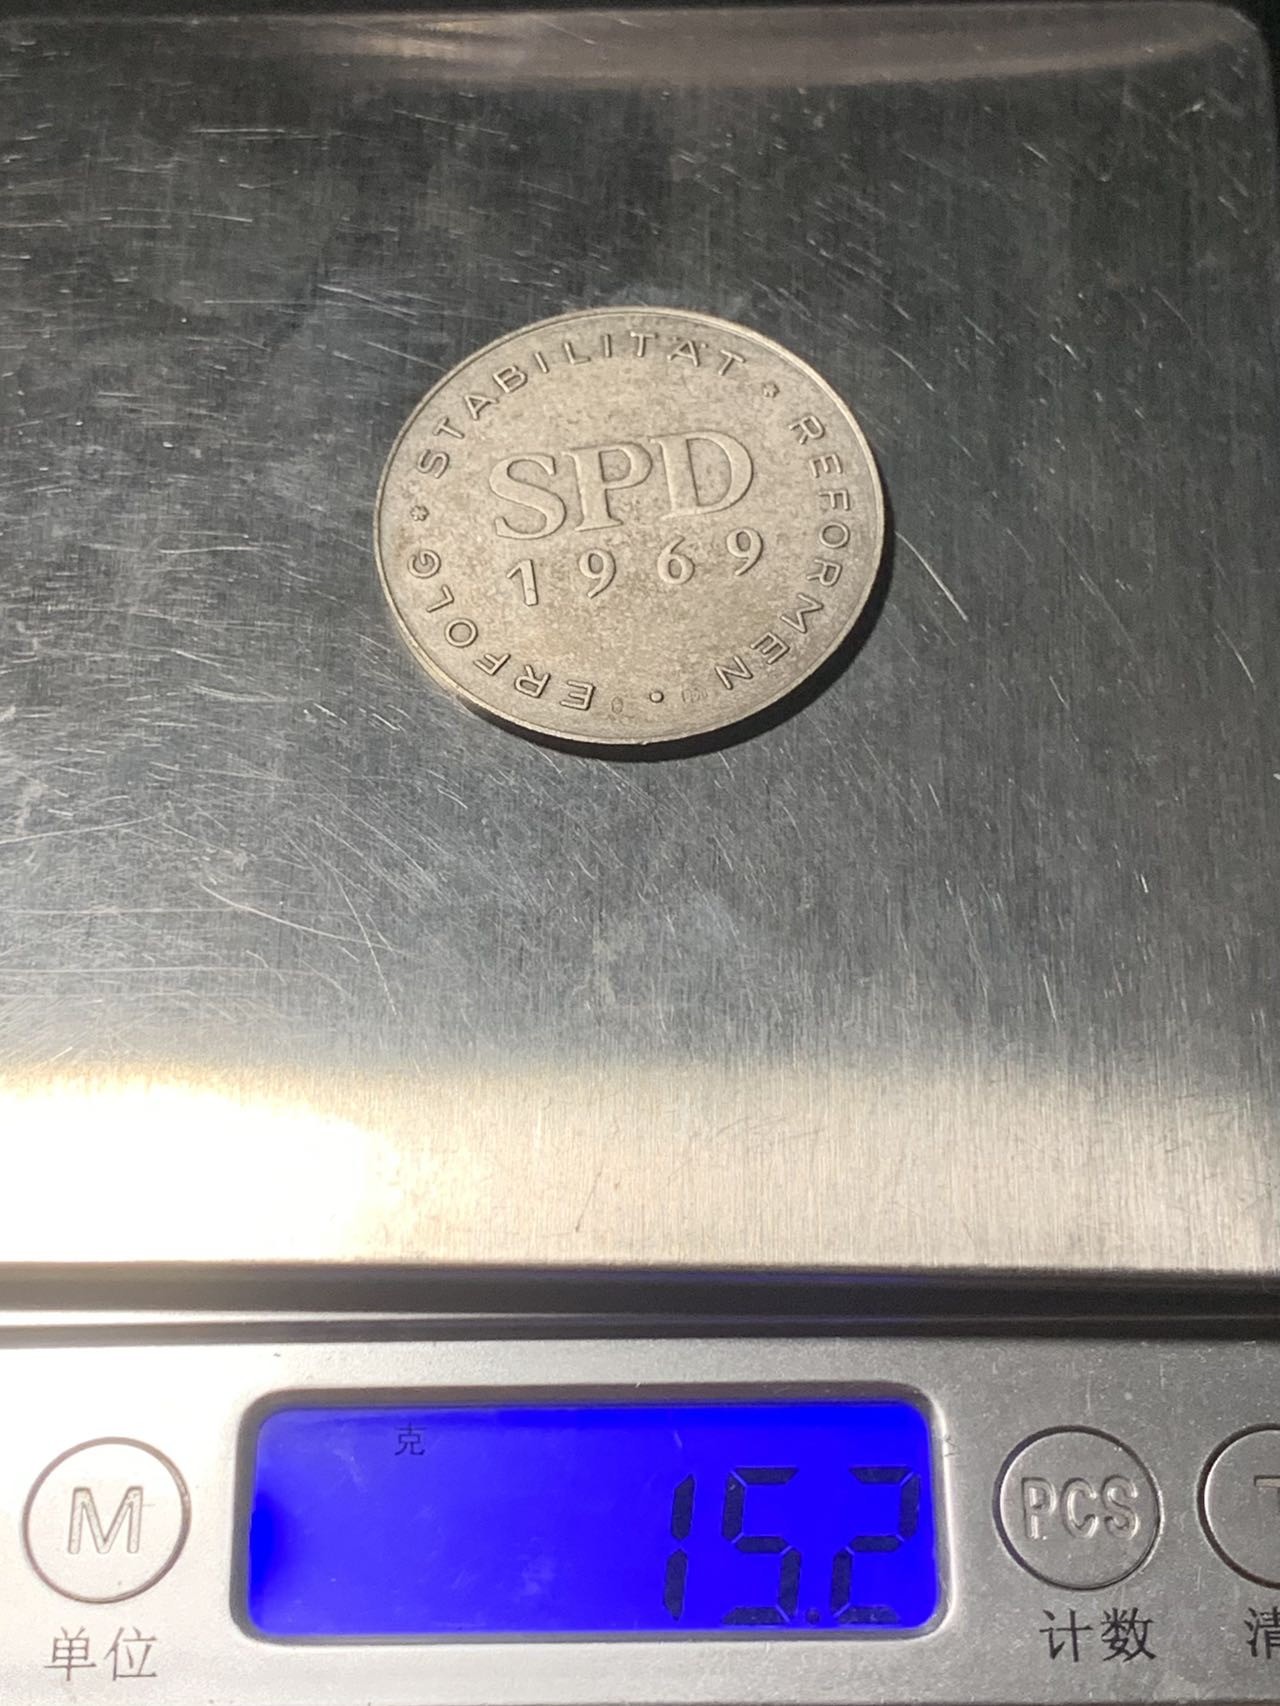 ERFOLG * STABILITÄT * REFORMEN •
SPD
1969
克
15.2
M
PCS
单位
计数